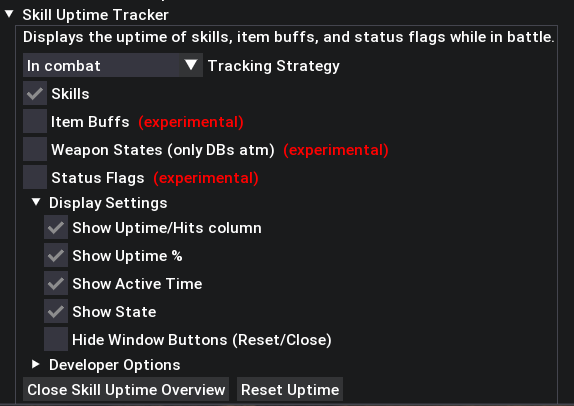 Skill Uptime Tracker
Displays the uptime of skills, item buffs, and status flags while in battle.
In combat Tracking Strategy
Skills
Item Buffs (experimental)
Weapon States (only DBs atm) (experimental)
Status Flags (experimental)
Display Settings
Show Uptime/Hits column
Show Uptime %
Show Active Time
Show State
Hide Window Buttons (Reset/Close)
Developer Options
Close Skill Uptime Overview Reset Uptime